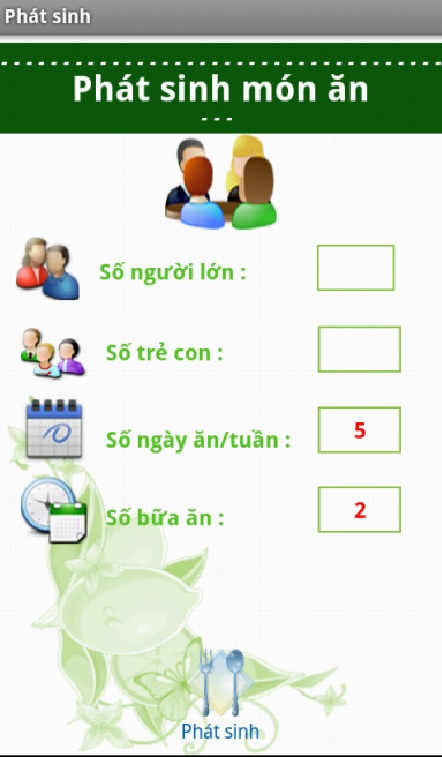 Phát sinh
Phát sinh món ăn
Số người lớn :
Số trẻ con :
Số ngày ăn/tuần : 5
Số bữa ăn : 2
Phát sinh